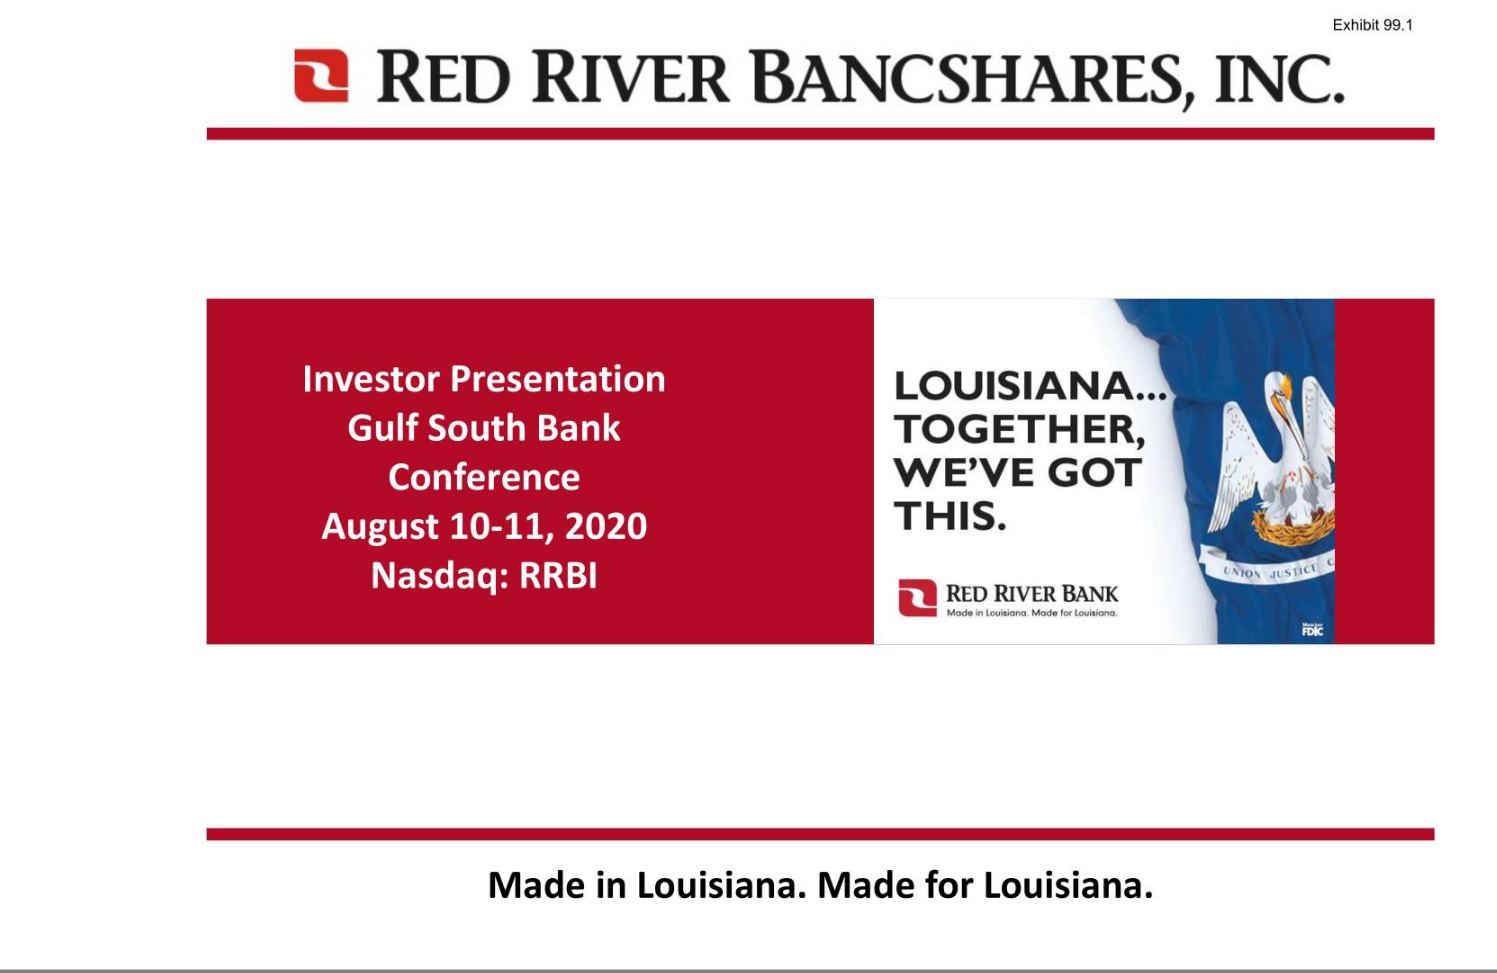 Exhibit 99.1
RED RIVER BANCSHARES, INC.
Investor Presentation
Gulf South Bank
Conference
August 10-11, 2020
Nasdaq: RRBI
LOUISIANA...
TOGETHER,
WE'VE GOT
THIS.
RED RIVER BANK
Made in Louisiana. Made for Louisiana.
UNION JUSTICE C
Member
FDIC
Made in Louisiana. Made for Louisiana.